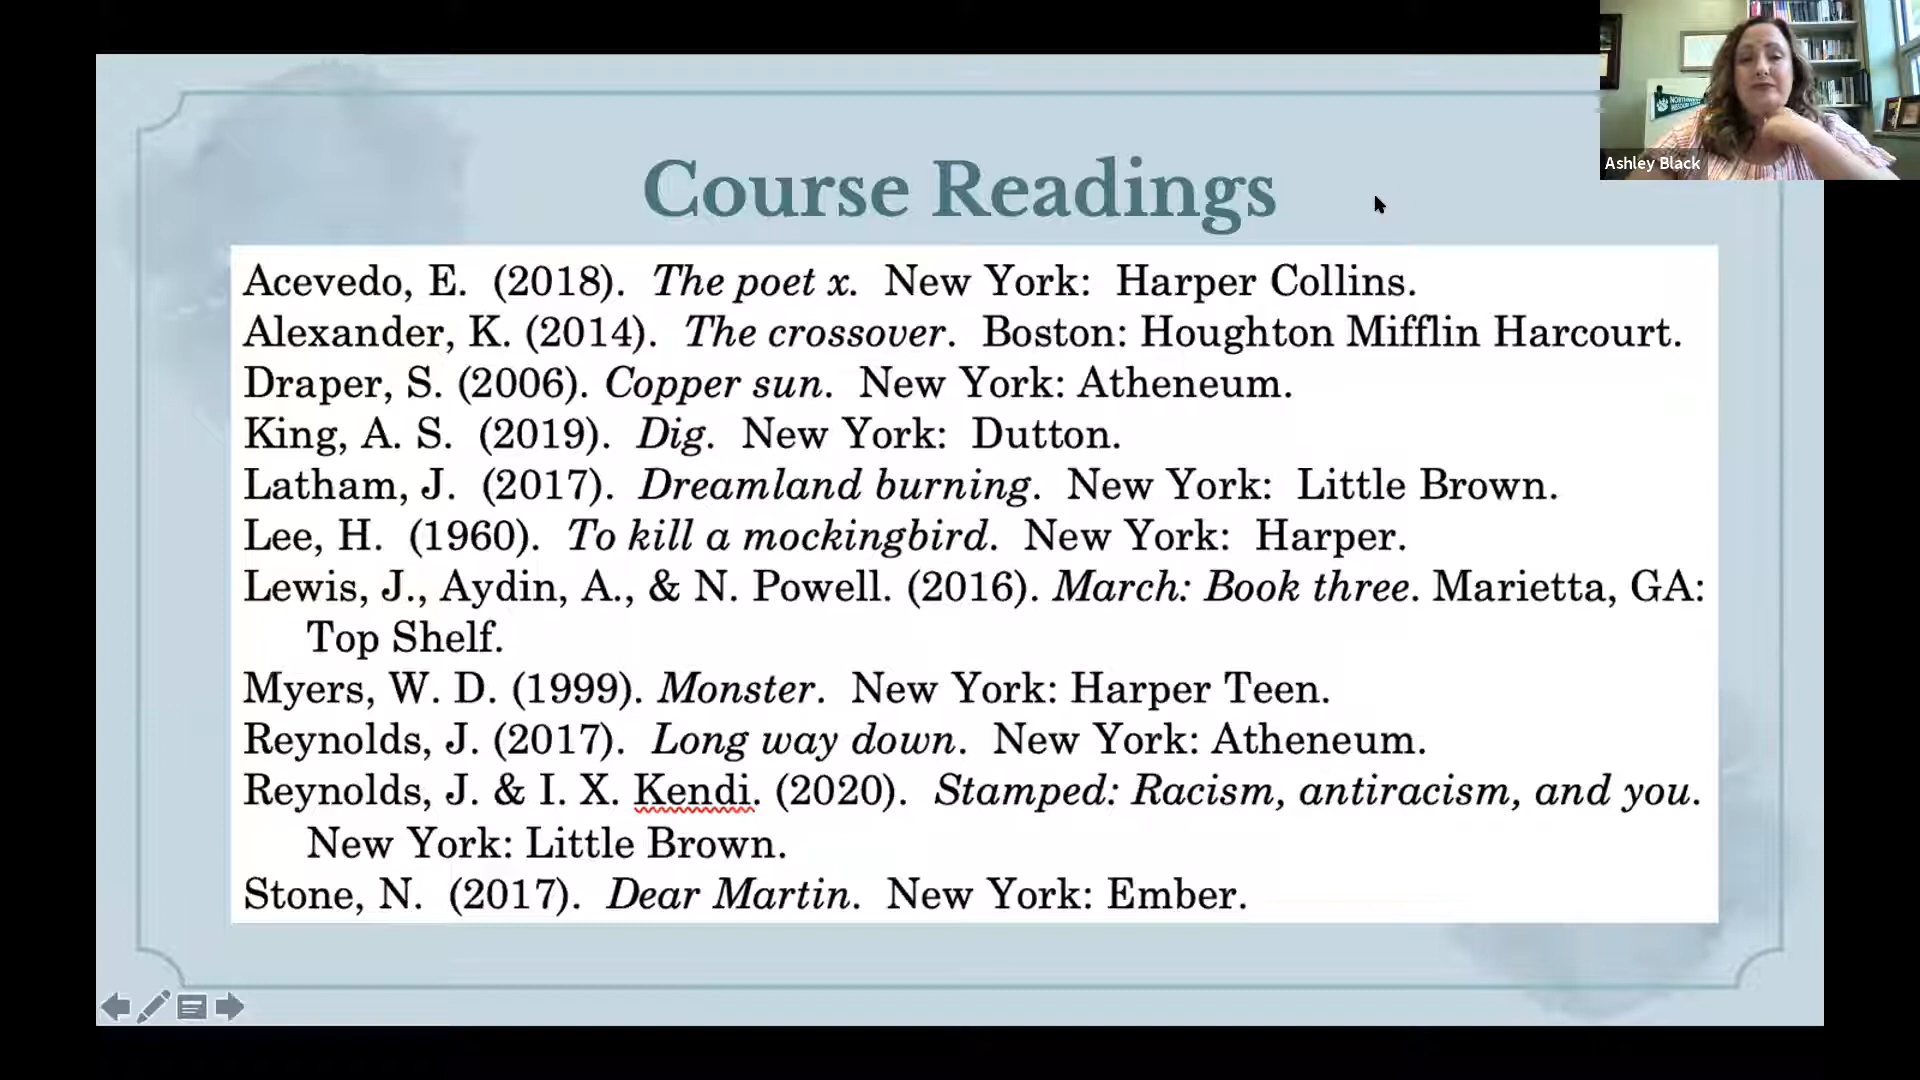 Course Readings
Ashley Black
Acevedo, E. (2018). The poet x. New York: Harper Collins.
Alexander, K. (2014). The crossover. Boston: Houghton Mifflin Harcourt.
Draper, S. (2006). Copper sun. New York: Atheneum.
King, A. S. (2019). Dig. New York: Dutton.
Latham, J. (2017). Dreamland burning. New York: Little Brown.
Lee, H. (1960). To kill a mockingbird. New York: Harper.
Lewis, J., Aydin, A., & N. Powell. (2016). March: Book three. Marietta, GA:
Top Shelf.
Myers, W. D. (1999). Monster. New York: Harper Teen.
Reynolds, J. (2017). Long way down. New York: Atheneum.
Reynolds, J. & I. X. Kendi. (2020). Stamped: Racism, antiracism, and you.
New York: Little Brown.
Stone, N. (2017). Dear Martin. New York: Ember.